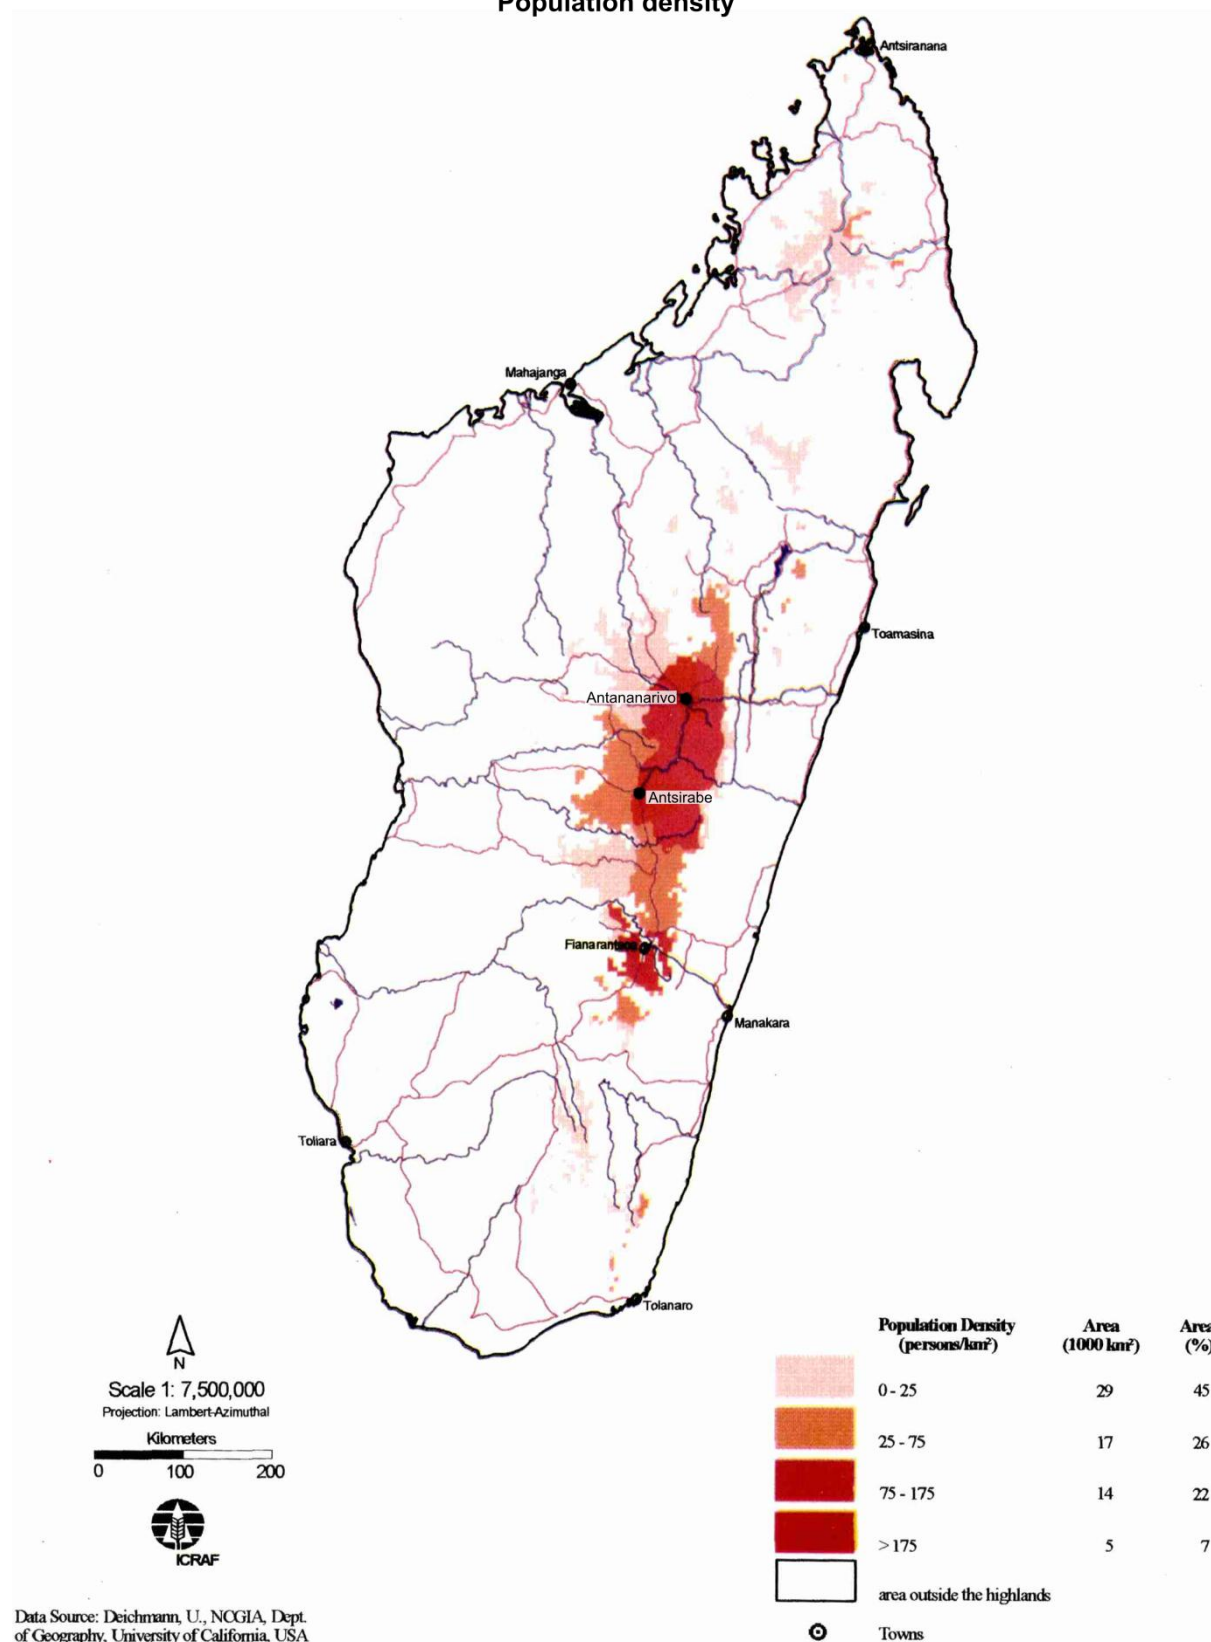 Population density
Antsiranana
Mahajanga
Toamasina
Antananarivo
Antsirabe
Fianarantsoa
Manakara
Toliara
Tolanaro
N
Scale 1: 7,500,000
Projection: Lambert-Azimuthal
Kilometers
0 100 200
ICRAF
Data Source: Deichmann, U., NCGIA, Dept.
of Geography, University of California, USA
Population Density Area Area
(persons/km²) (1000 km²) (%)
0 - 25 29 45
25 - 75 17 26
75 - 175 14 22
> 175 5 7
area outside the highlands
Towns